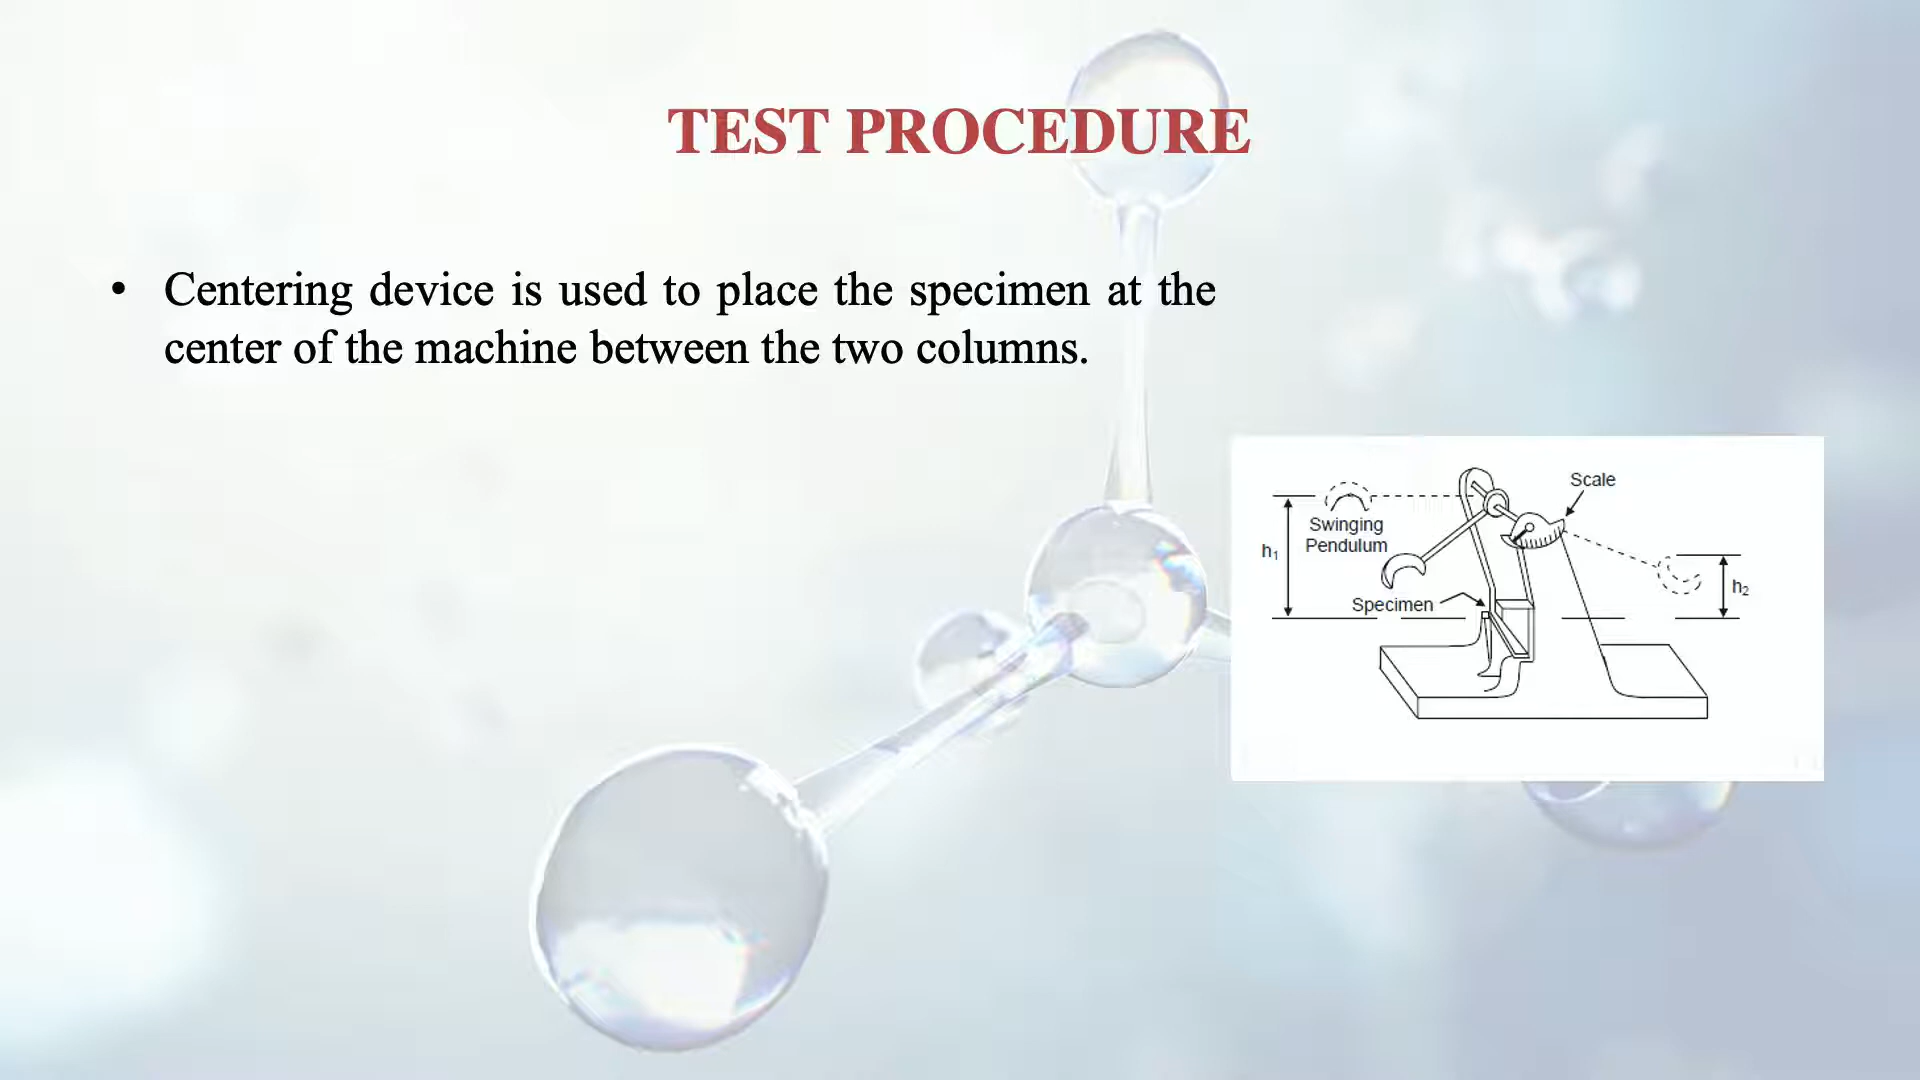 TEST PROCEDURE
• Centering device is used to place the specimen at the
center of the machine between the two columns.
Scale
Swinging
Pendulum
h₁
Specimen
h₂